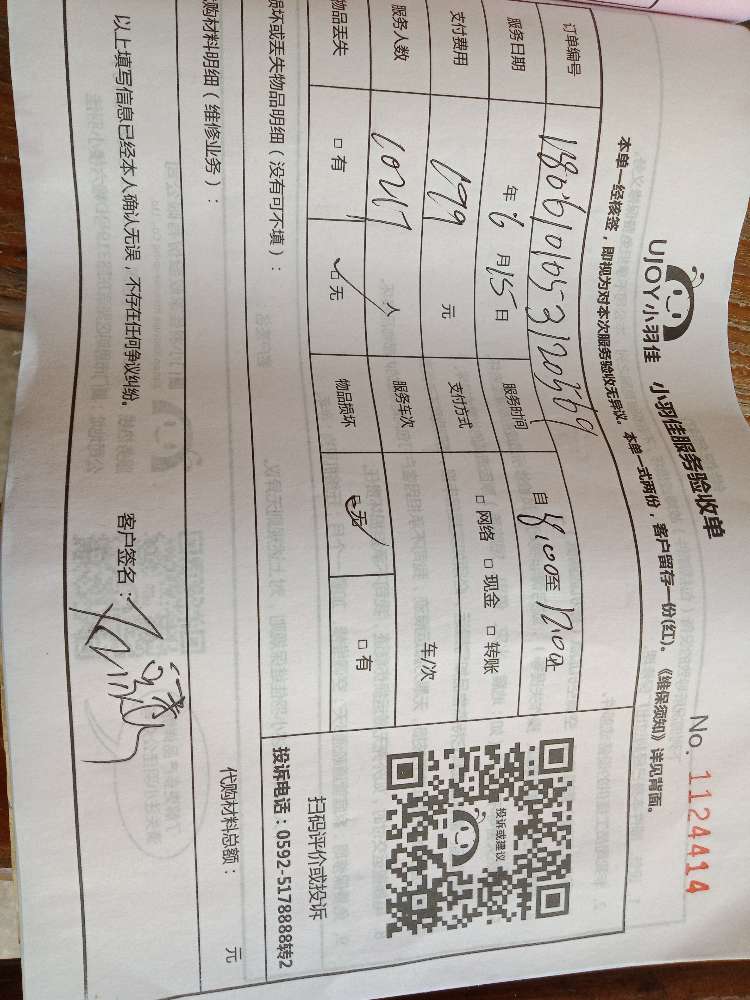 UJOY小羽佳 小羽佳服务验收单
No. 1124414
本单一经核签，即视为对本次服务验收无异议。本单一式两份，客户留存一份(红)。《维保须知》详见背面。
订单编号 1806101053120569
服务日期 年 6 月 15 日 服务时间 自 8:00 至 12:00止
支付费用 179 元 支付方式 □ 网络 □ 现金 □ 转账
服务人数 10217 人 服务车次 车/次
物品丢失 □ 有 □ 无 物品损坏 □ 无 □ 有
投诉或建议
扫码评价或投诉
投诉电话：0592-5178888转2
损坏或丢失物品明细（没有可不填）：
购材料明细（维修业务）：
代购材料总额： 元
以上填写信息已经本人确认无误，不存在任何争议纠纷。 客户签名：